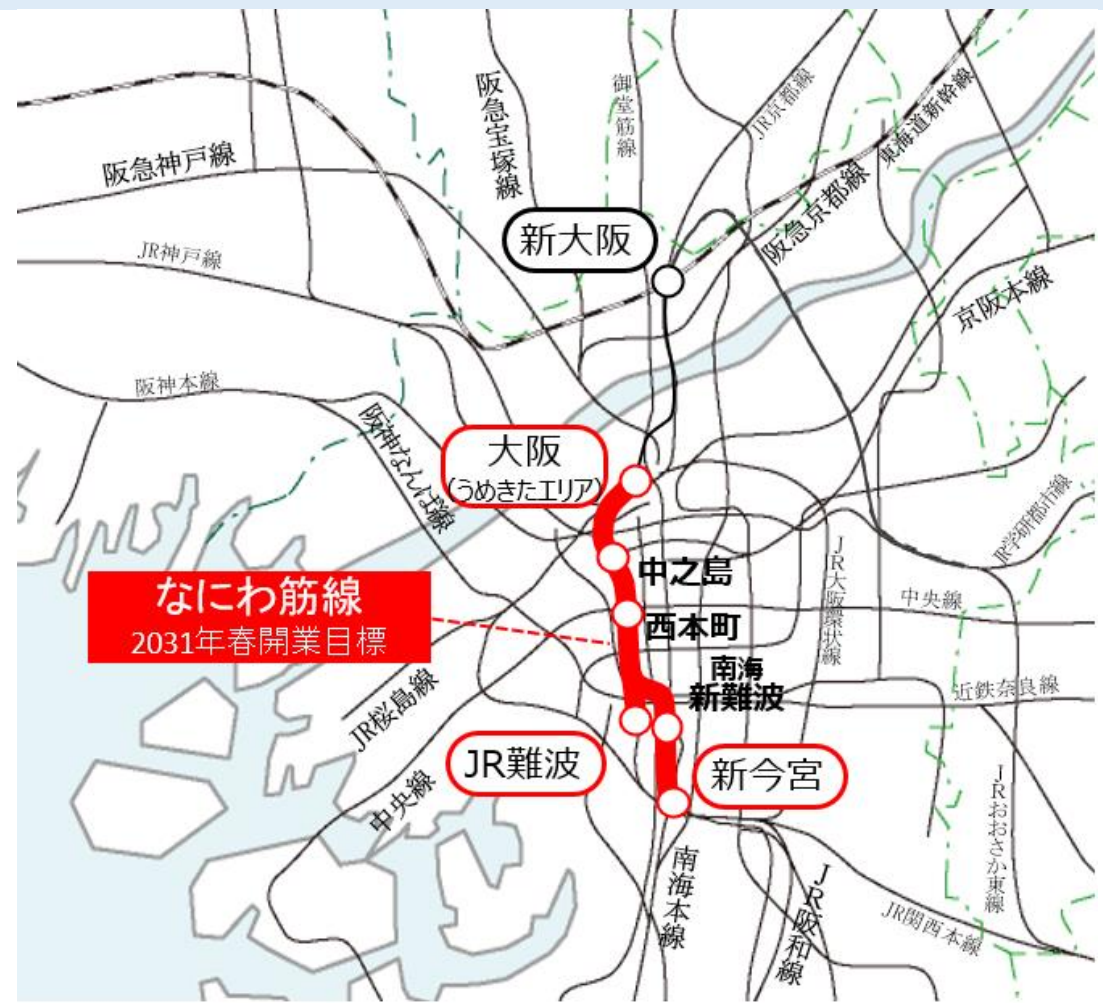 阪急宝塚線
御堂筋線
JR京都線
東海道新幹線
阪急神戸線
阪急京都線
新大阪
JR神戸線
京阪本線
阪神本線
阪神なんば線
大阪
(うめきたエリア)
JR学研都市線
中之島
JR大阪環状線
なにわ筋線
2031年春開業目標
中央線
西本町
南海
新難波
近鉄奈良線
JR桜島線
JR難波
新今宮
中央線
JRおおさか東線
南海本線
JR阪和線
JR関西本線